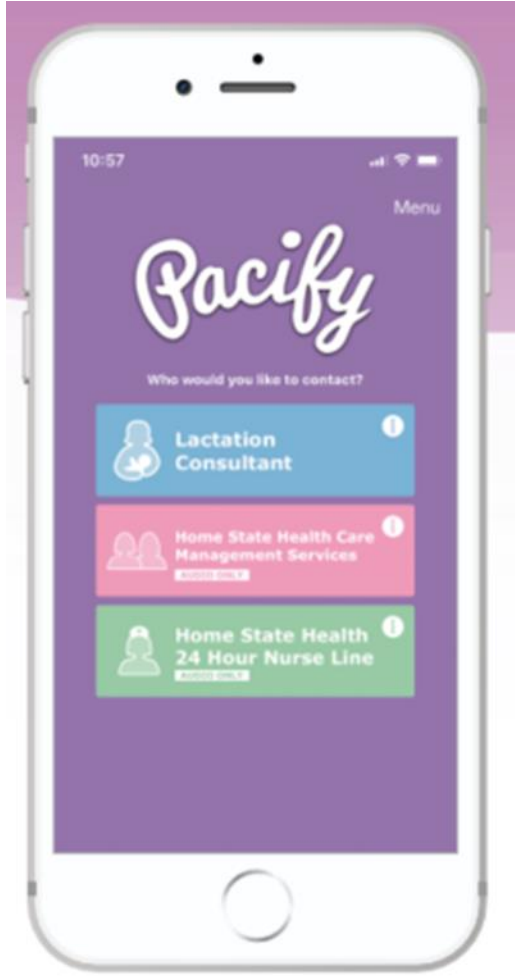 10:57
Menu
Pacify
Who would you like to contact?
Lactation
Consultant
Home State Health Care
Management Services
AUDIO ONLY
Home State Health
24 Hour Nurse Line
AUDIO ONLY